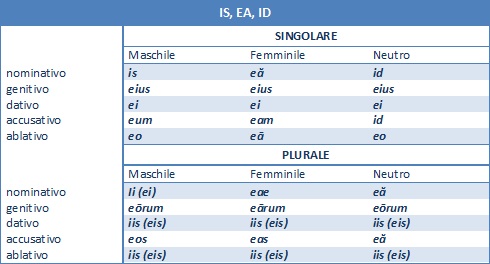 IS, EA, ID
SINGOLARE
Maschile Femminile Neutro
nominativo is eă id
genitivo eius eius eius
dativo ei ei ei
accusativo eum eam id
ablativo eo eā eo
PLURALE
Maschile Femminile Neutro
nominativo Ii (ei) eae eă
genitivo eōrum eārum eōrum
dativo iis (eis) iis (eis) iis (eis)
accusativo eos eas eă
ablativo iis (eis) iis (eis) iis (eis)